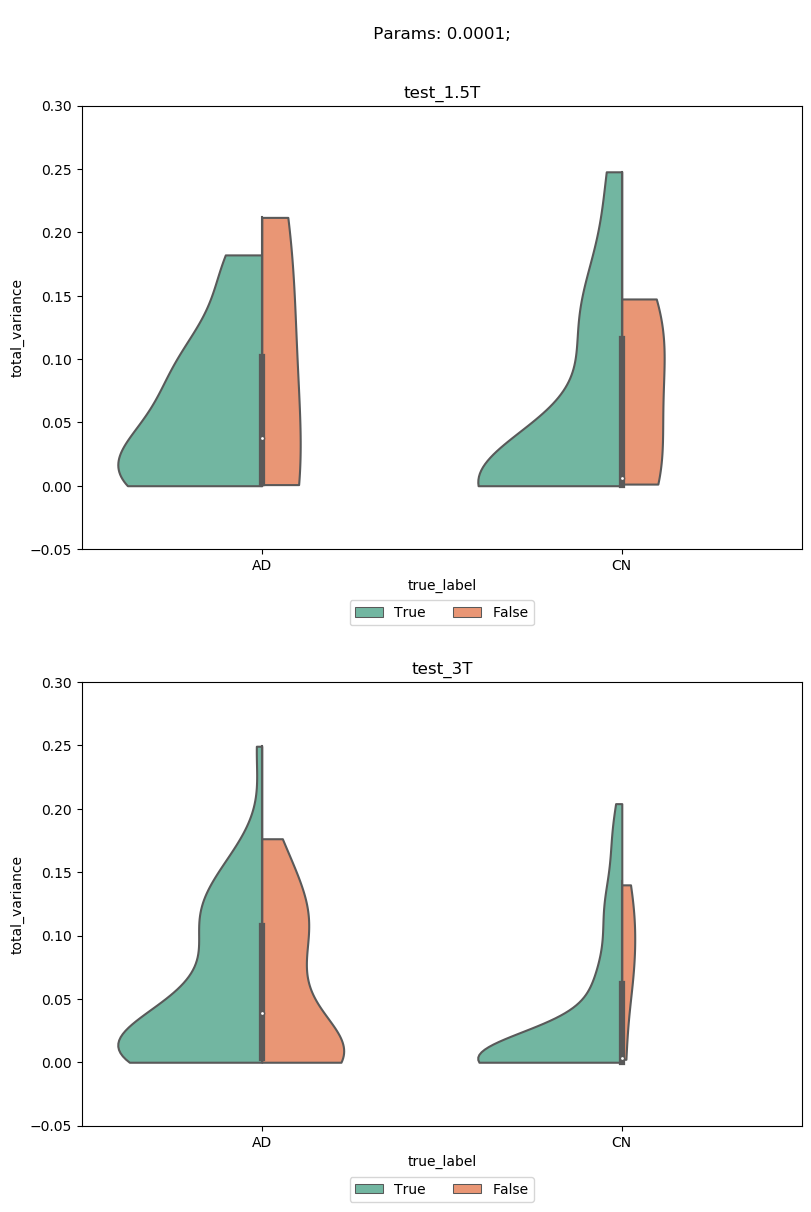 Params: 0.0001;
test_1.5T
0.30
0.25
0.20
0.15
0.10
0.05
0.00
−0.05
total_variance
AD CN
true_label
True False
test_3T
0.30
0.25
0.20
0.15
0.10
0.05
0.00
−0.05
total_variance
AD CN
true_label
True False